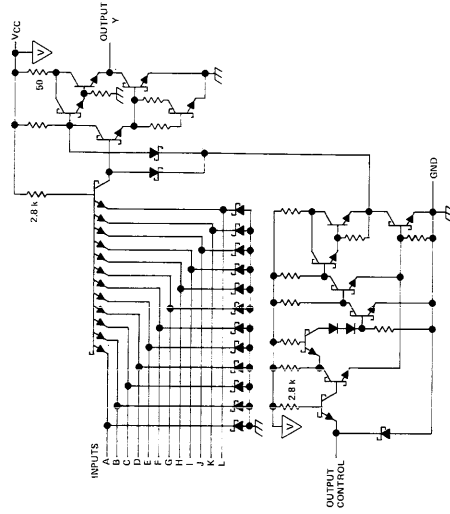 VCC
V
OUTPUT
Y
50
2.8 k
INPUTS
A
B
C
D
E
F
G
H
I
J
K
L
V
2.8 k
OUTPUT
CONTROL
GND